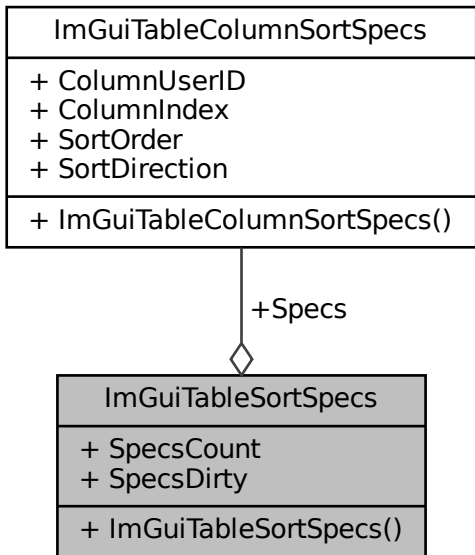 ImGuiTableColumnSortSpecs
+ ColumnUserID
+ ColumnIndex
+ SortOrder
+ SortDirection
+ ImGuiTableColumnSortSpecs()
+Specs
ImGuiTableSortSpecs
+ SpecsCount
+ SpecsDirty
+ ImGuiTableSortSpecs()